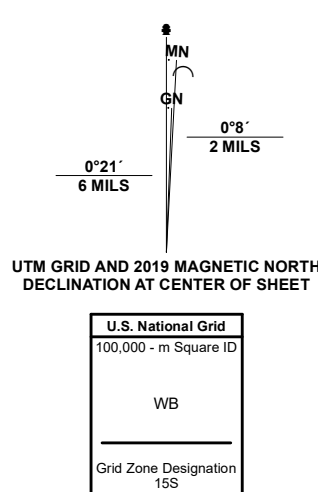 MN
GN
0°8´
2 MILS
0°21´
6 MILS
UTM GRID AND 2019 MAGNETIC NORTH
DECLINATION AT CENTER OF SHEET
U.S. National Grid
100,000 - m Square ID
WB
Grid Zone Designation
15S